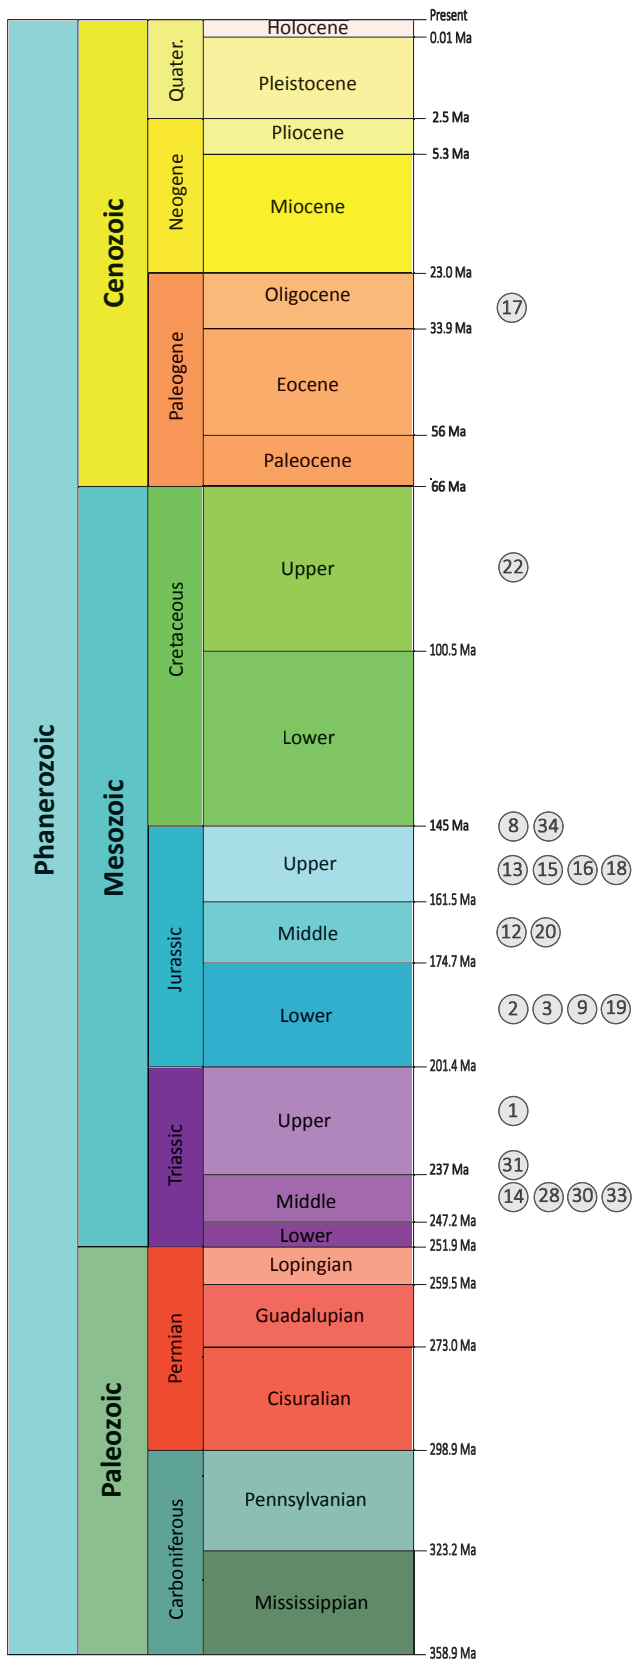 Present
Holocene
0.01 Ma
Quater.
Pleistocene
2.5 Ma
Pliocene
5.3 Ma
Neogene
Miocene
Cenozoic
23.0 Ma
Oligocene
17
33.9 Ma
Paleogene
Eocene
56 Ma
Paleocene
66 Ma
Upper
22
Cretaceous
100.5 Ma
Lower
Phanerozoic
Mesozoic
145 Ma
8 34
Upper
13 15 16 18
161.5 Ma
Middle
12 20
Jurassic
174.7 Ma
Lower
2 3 9 19
201.4 Ma
Upper
1
Triassic
31
237 Ma
Middle
14 28 30 33
247.2 Ma
Lower
251.9 Ma
Lopingian
259.5 Ma
Guadalupian
Permian
273.0 Ma
Cisuralian
Paleozoic
298.9 Ma
Pennsylvanian
Carboniferous
323.2 Ma
Mississippian
358.9 Ma